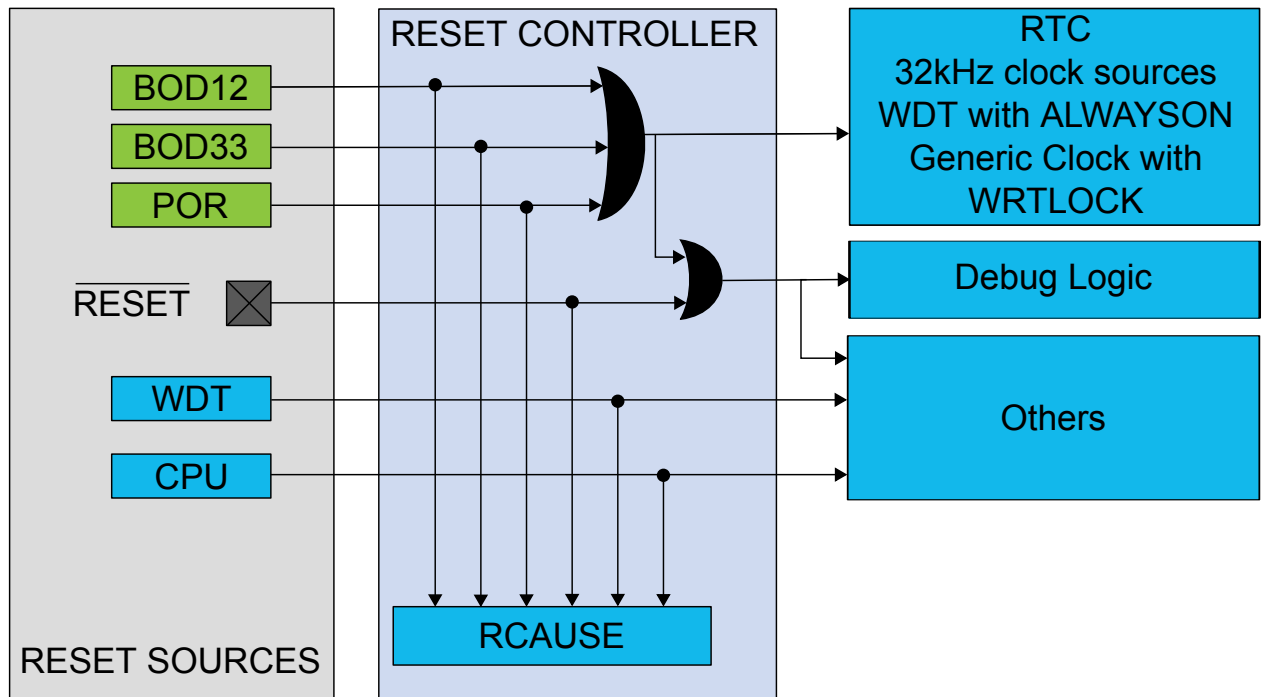 RESET CONTROLLER
BOD12
BOD33
POR
RESET
WDT
CPU
RCAUSE
RESET SOURCES
RTC
32kHz clock sources
WDT with ALWAYSON
Generic Clock with
WRTLOCK
Debug Logic
Others